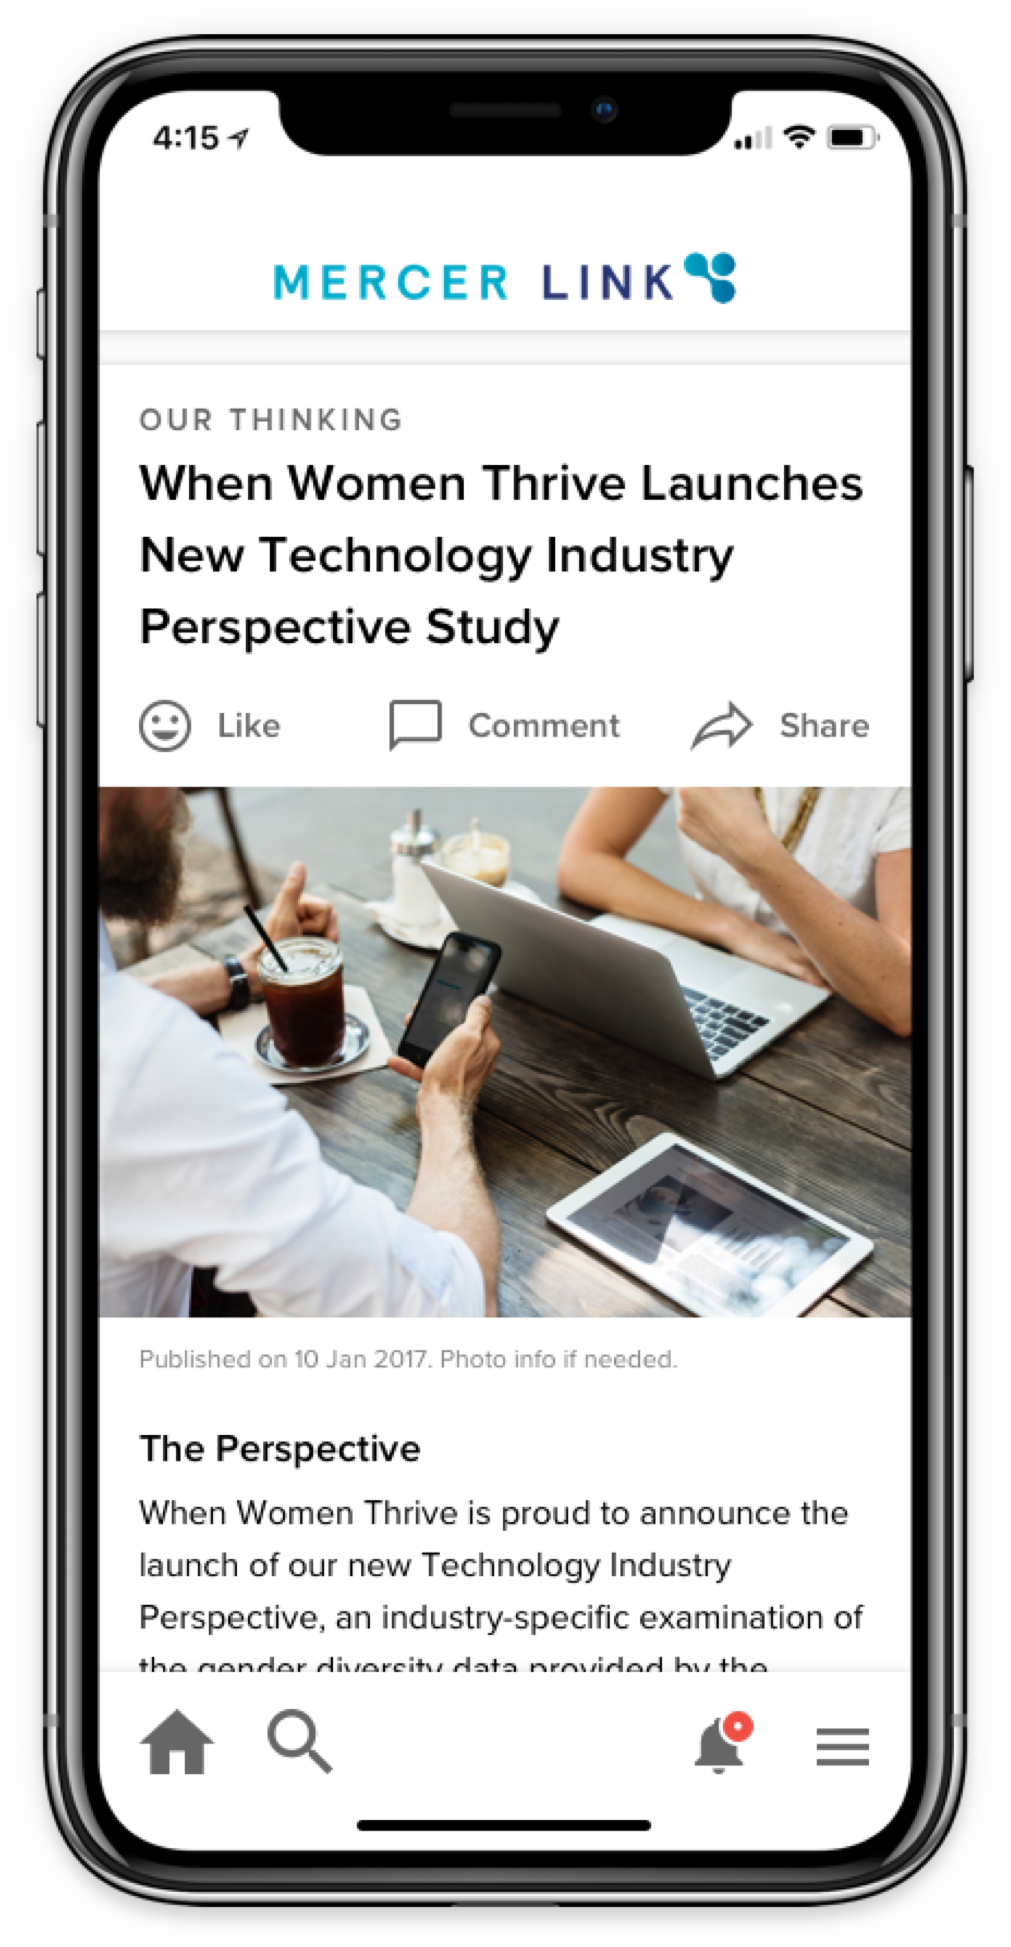 4:15
MERCER LINK
OUR THINKING
When Women Thrive Launches
New Technology Industry
Perspective Study
Like Comment Share
Published on 10 Jan 2017. Photo info if needed.
The Perspective
When Women Thrive is proud to announce the
launch of our new Technology Industry
Perspective, an industry-specific examination of
the gender diversity data provided by the